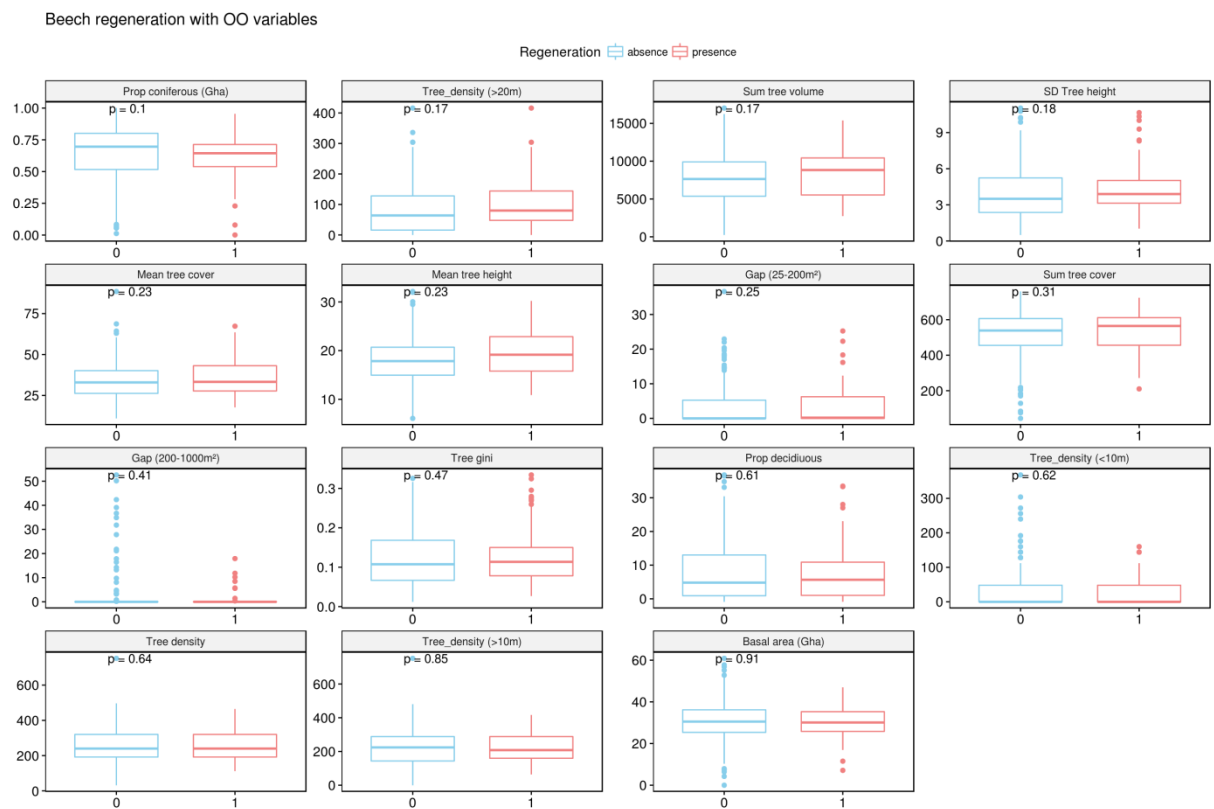 Beech regeneration with OO variables
Regeneration absence presence
Prop coniferous (Gha) Tree_density (>20m) Sum tree volume SD Tree height
p = 0.1 p = 0.17 p = 0.17 p = 0.18
1.00 0.75 0.50 0.25 0.00
400 300 200 100 0
15000 10000 5000 0
9 6 3 0
0 1 0 1 0 1 0 1
Mean tree cover Mean tree height Gap (25-200m²) Sum tree cover
p = 0.23 p = 0.23 p = 0.25 p = 0.31
75 50 25
30 20 10
30 20 10 0
600 400 200
0 1 0 1 0 1 0 1
Gap (200-1000m²) Tree gini Prop decidiuous Tree_density (<10m)
p = 0.41 p = 0.47 p = 0.61 p = 0.62
50 40 30 20 10 0
0.3 0.2 0.1 0.0
30 20 10 0
300 200 100 0
0 1 0 1 0 1 0 1
Tree density Tree_density (>10m) Basal area (Gha)
p = 0.64 p = 0.85 p = 0.91
600 400 200 0
600 400 200 0
60 40 20 0
0 1 0 1 0 1